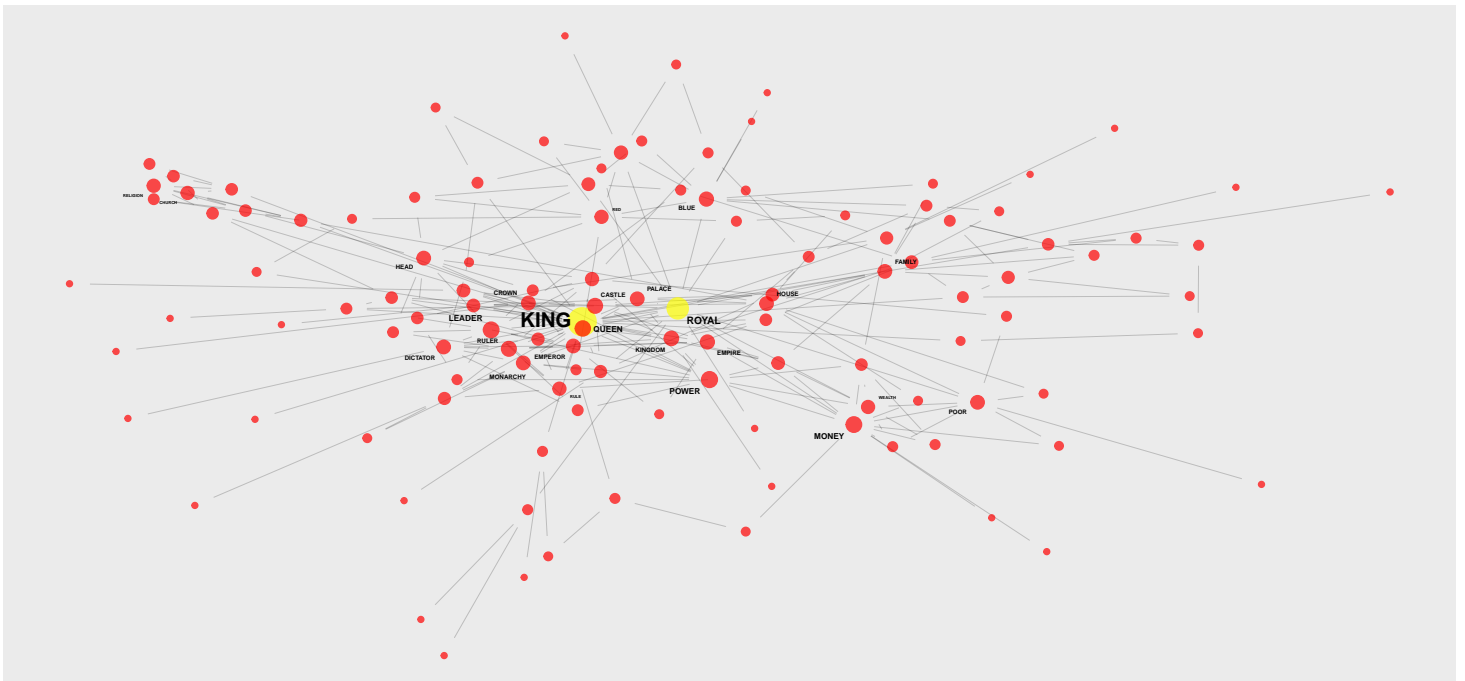 RELIGION
CHURCH
RED
BLUE
HEAD
FAMILY
CROWN
CASTLE
PALACE
HOUSE
LEADER
KING
QUEEN
ROYAL
RULER
DICTATOR
EMPEROR
KINGDOM
EMPIRE
MONARCHY
POWER
RULE
WEALTH
POOR
MONEY